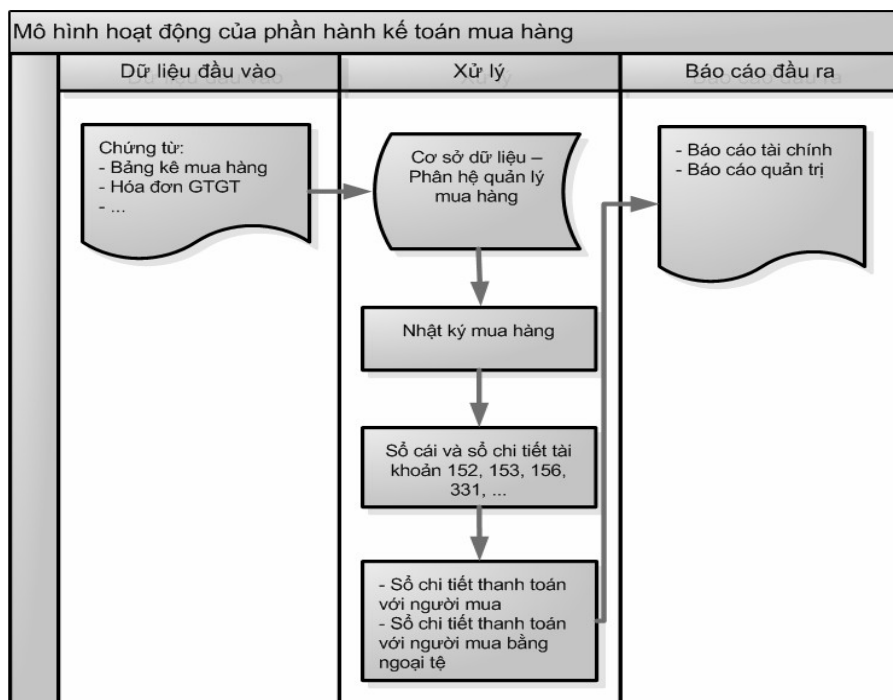 Mô hình hoạt động của phần hành kế toán mua hàng
Dữ liệu đầu vào
Xử lý
Báo cáo đầu ra
Chứng từ:
- Bảng kê mua hàng
- Hóa đơn GTGT
- ...
Cơ sở dữ liệu –
Phân hệ quản lý
mua hàng
- Báo cáo tài chính
- Báo cáo quản trị
Nhật ký mua hàng
Sổ cái và sổ chi tiết tài
khoản 152, 153, 156,
331, ...
- Sổ chi tiết thanh toán
với người mua
- Sổ chi tiết thanh toán
với người mua bằng
ngoại tệ